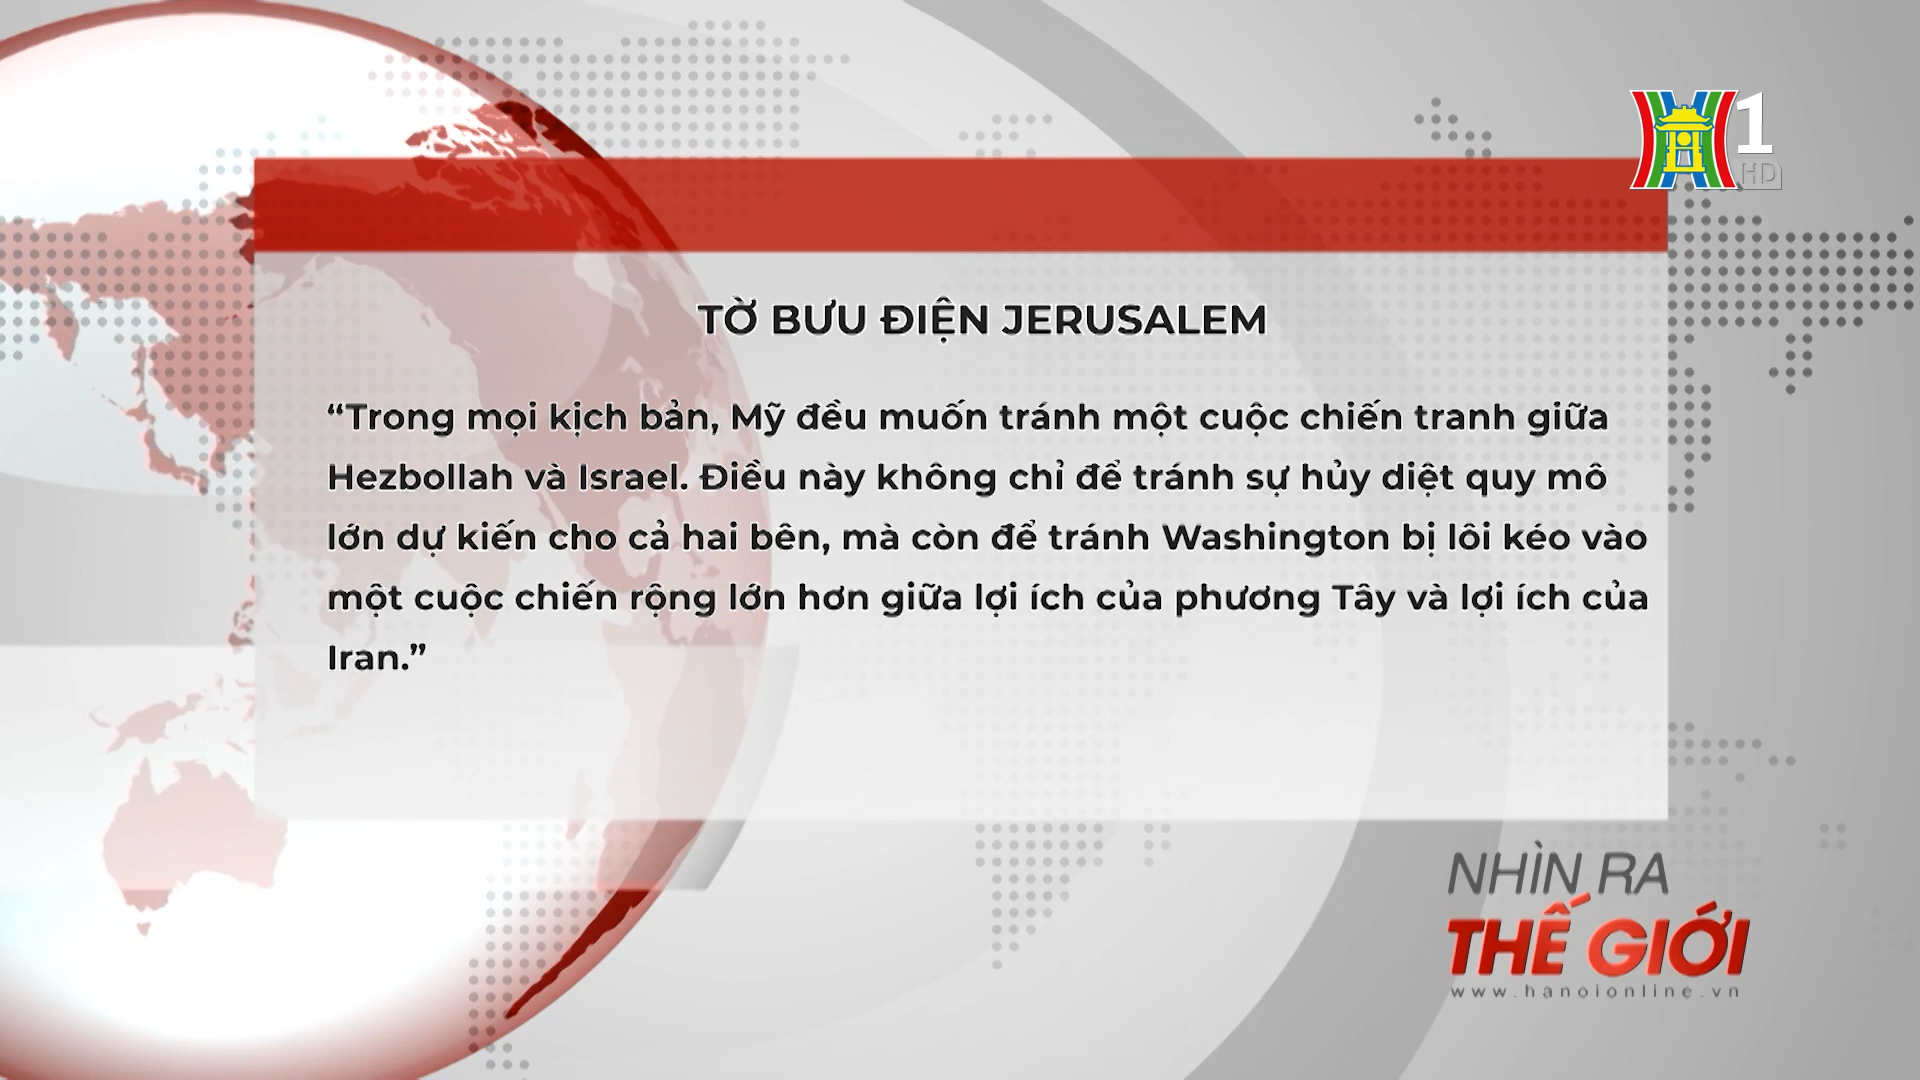 1
HD
TỜ BƯU ĐIỆN JERUSALEM
“Trong mọi kịch bản, Mỹ đều muốn tránh một cuộc chiến tranh giữa
Hezbollah và Israel. Điều này không chỉ để tránh sự hủy diệt quy mô
lớn dự kiến cho cả hai bên, mà còn để tránh Washington bị lôi kéo vào
một cuộc chiến rộng lớn hơn giữa lợi ích của phương Tây và lợi ích của
Iran.”
NHÌN RA
THẾ GIỚI
www.hanoionline.vn